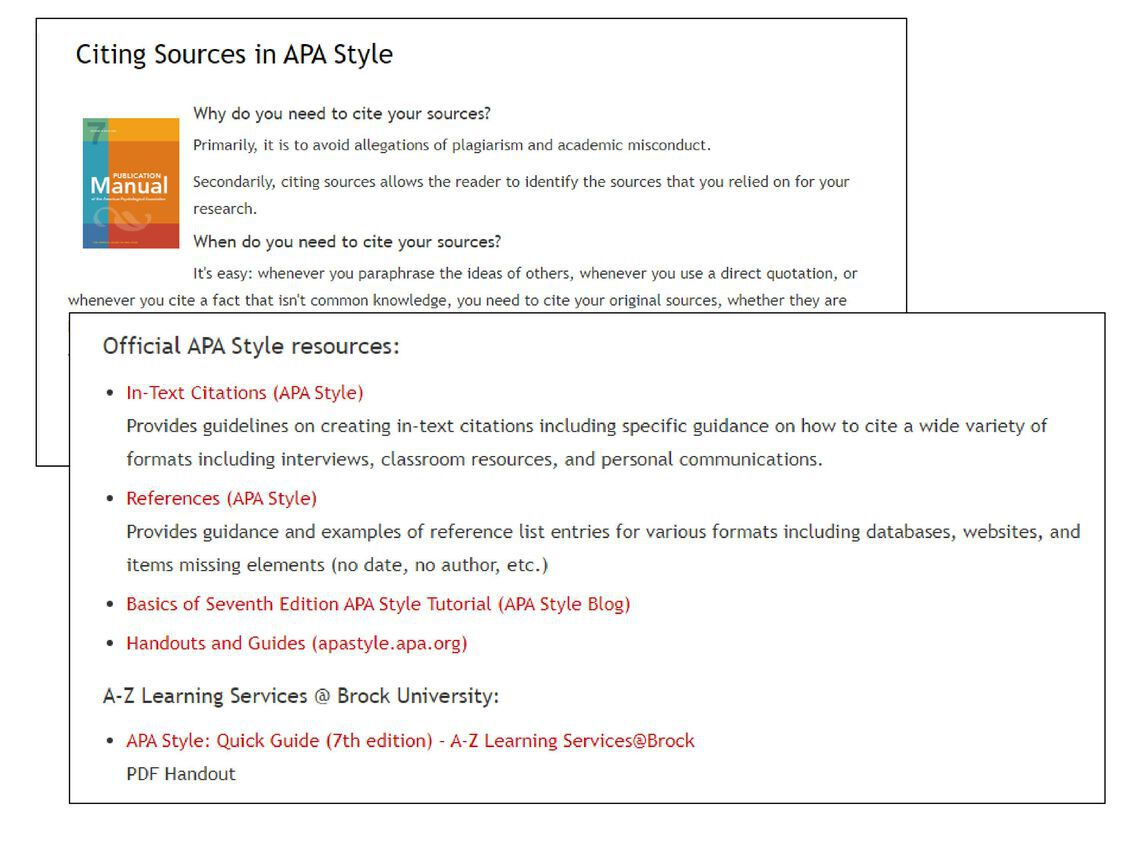 Citing Sources in APA Style
Why do you need to cite your sources?
7
PUBLICATION
Manual
of the American Psychological Association
Primarily, it is to avoid allegations of plagiarism and academic misconduct.
Secondarily, citing sources allows the reader to identify the sources that you relied on for your
research.
When do you need to cite your sources?
It's easy: whenever you paraphrase the ideas of others, whenever you use a direct quotation, or
whenever you cite a fact that isn't common knowledge, you need to cite your original sources, whether they are
Official APA Style resources:
• In-Text Citations (APA Style)
Provides guidelines on creating in-text citations including specific guidance on how to cite a wide variety of
formats including interviews, classroom resources, and personal communications.
• References (APA Style)
Provides guidance and examples of reference list entries for various formats including databases, websites, and
items missing elements (no date, no author, etc.)
• Basics of Seventh Edition APA Style Tutorial (APA Style Blog)
• Handouts and Guides (apastyle.apa.org)
A-Z Learning Services @ Brock University:
• APA Style: Quick Guide (7th edition) - A-Z Learning Services@Brock
PDF Handout